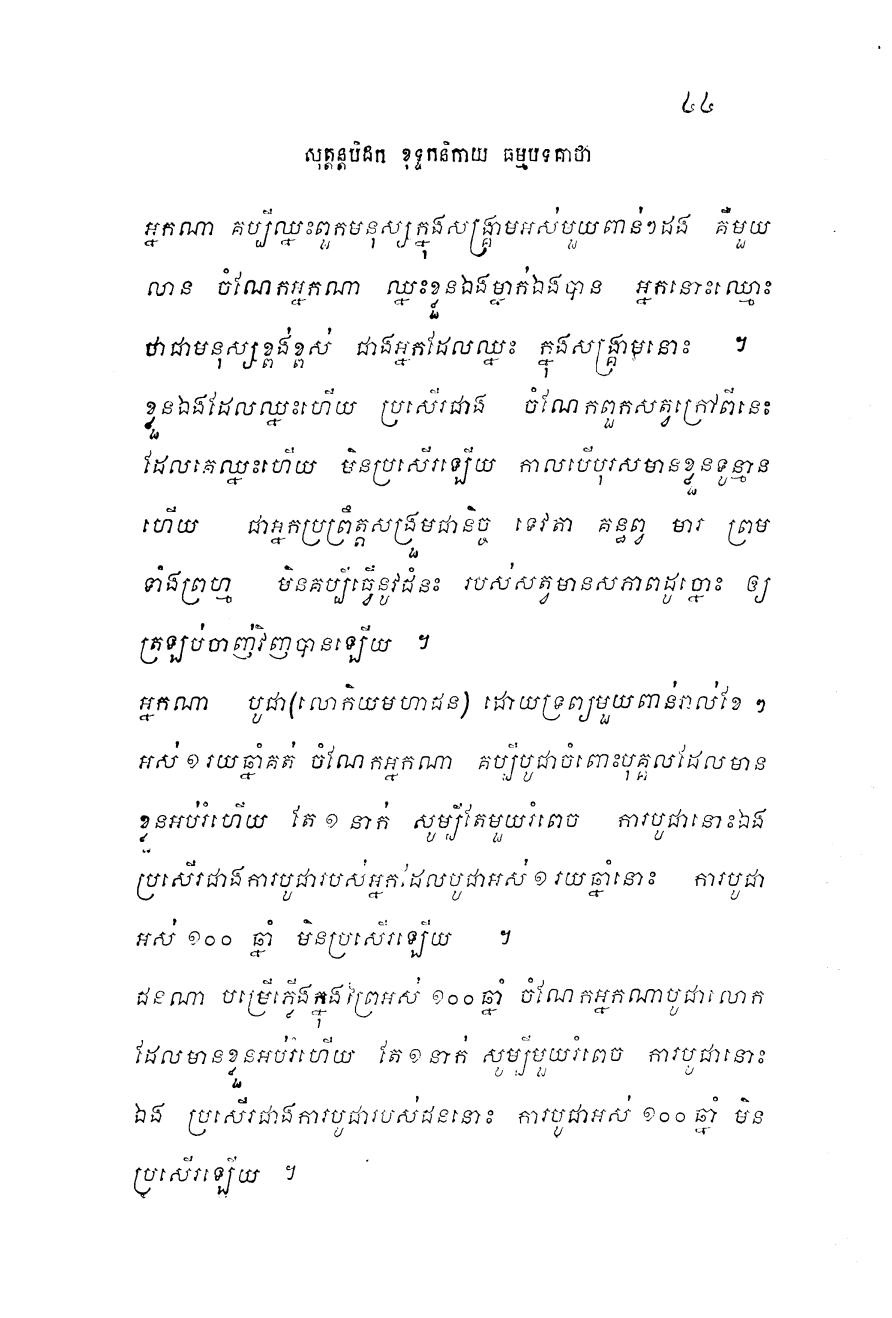 ៤៤
សុត្តន្តបិដក ខុទ្ទកនិកាយ ធម្មបទគាថា
អ្នកណា គប្បីឈ្នះពួកមនុស្សក្នុងសង្គ្រាមអស់មួយពាន់ៗដង គឺមួយ
លាន ចំណែកអ្នកណា ឈ្នះខ្លួនឯងម្នាក់ឯងបាន អ្នកនោះឈ្មោះ
ថាជាមនុស្សខ្ពង់ខ្ពស់ ជាងអ្នកដែលឈ្នះ ក្នុងសង្គ្រាមនោះ ។
ខ្លួនឯងដែលឈ្នះហើយ ប្រសើរជាង ចំណែកពួកសត្វក្រៅពីនេះ
ដែលគេឈ្នះហើយ មិនប្រសើរឡើយ កាលបើបុរសមានខ្លួនទូន្មាន
ហើយ ជាអ្នកប្រព្រឹត្តសង្រួមជានិច្ច ទេវតា គន្ធព្វ មារ ព្រម
ទាំងព្រហ្ម មិនគប្បីធ្វើនូវជំនះ របស់សត្វមានសភាពដូច្នោះ ឲ្យ
ត្រឡប់ចាញ់វិញបានឡើយ ។
អ្នកណា បូជា(លោកិយមហាជន) ដោយទ្រព្យមួយពាន់រាល់ខែ ៗ
អស់ ១ រយឆ្នាំគត់ ចំណែកអ្នកណា គប្បីបូជាចំពោះបុគ្គលដែលមាន
ខ្លួនអប់រំហើយ តែ ១ នាក់ សូម្បីតែមួយរំពេច ការបូជានោះឯង
ប្រសើរជាងការបូជារបស់អ្នកដែលបូជាអស់ ១ រយឆ្នាំនោះ ការបូជា
អស់ ១០០ ឆ្នាំ មិនប្រសើរឡើយ ។
ជនណា បម្រើភ្លើងក្នុងព្រៃអស់ ១០០ ឆ្នាំ ចំណែកអ្នកណាបូជាលោក
ដែលមានខ្លួនអប់រំហើយ តែ ១ នាក់ សូម្បីមួយរំពេច ការបូជានោះ
ឯង ប្រសើរជាងការបូជារបស់ជននោះ ការបូជាអស់ ១០០ ឆ្នាំ មិន
ប្រសើរឡើយ ។